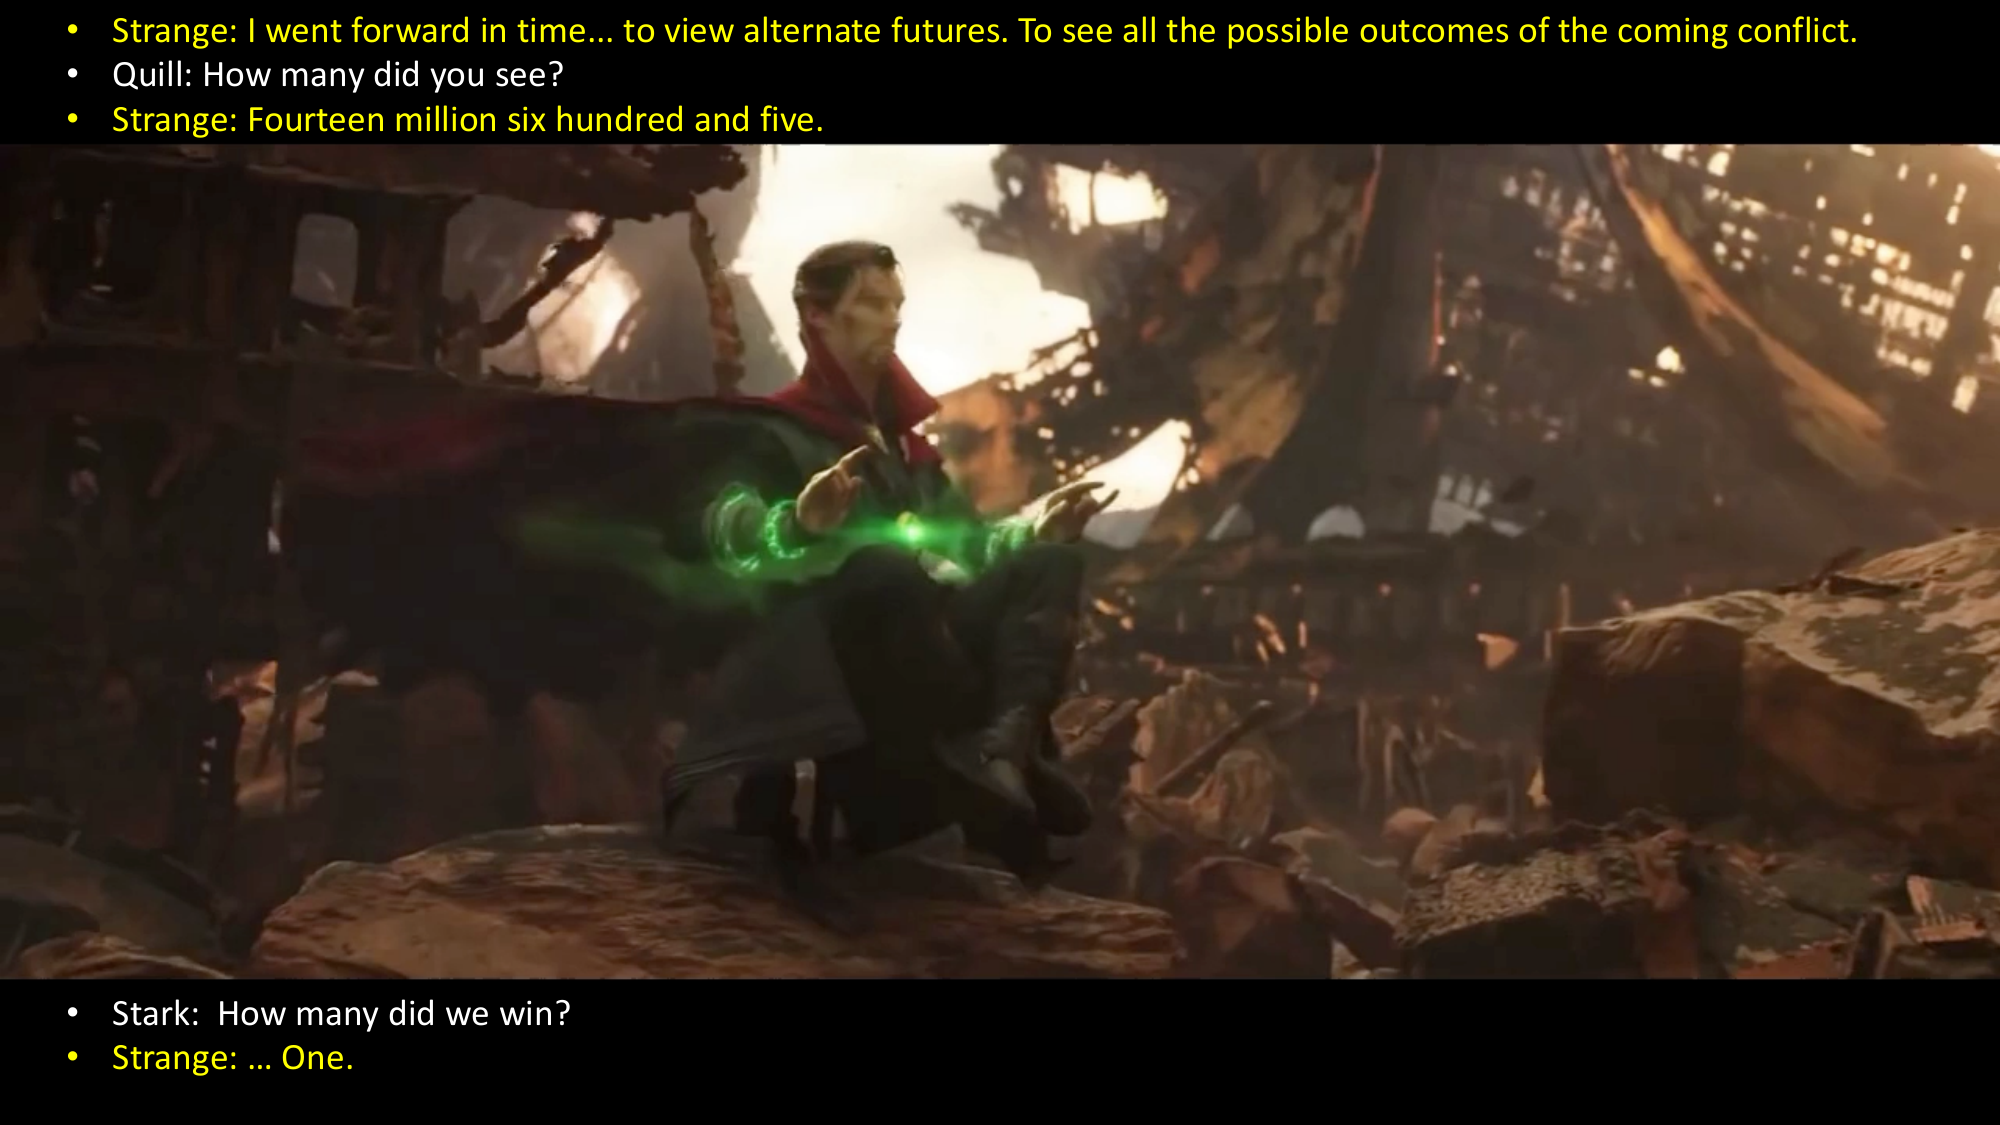 • Strange: I went forward in time... to view alternate futures. To see all the possible outcomes of the coming conflict.
• Quill: How many did you see?
• Strange: Fourteen million six hundred and five.
• Stark:  How many did we win?
• Strange: … One.